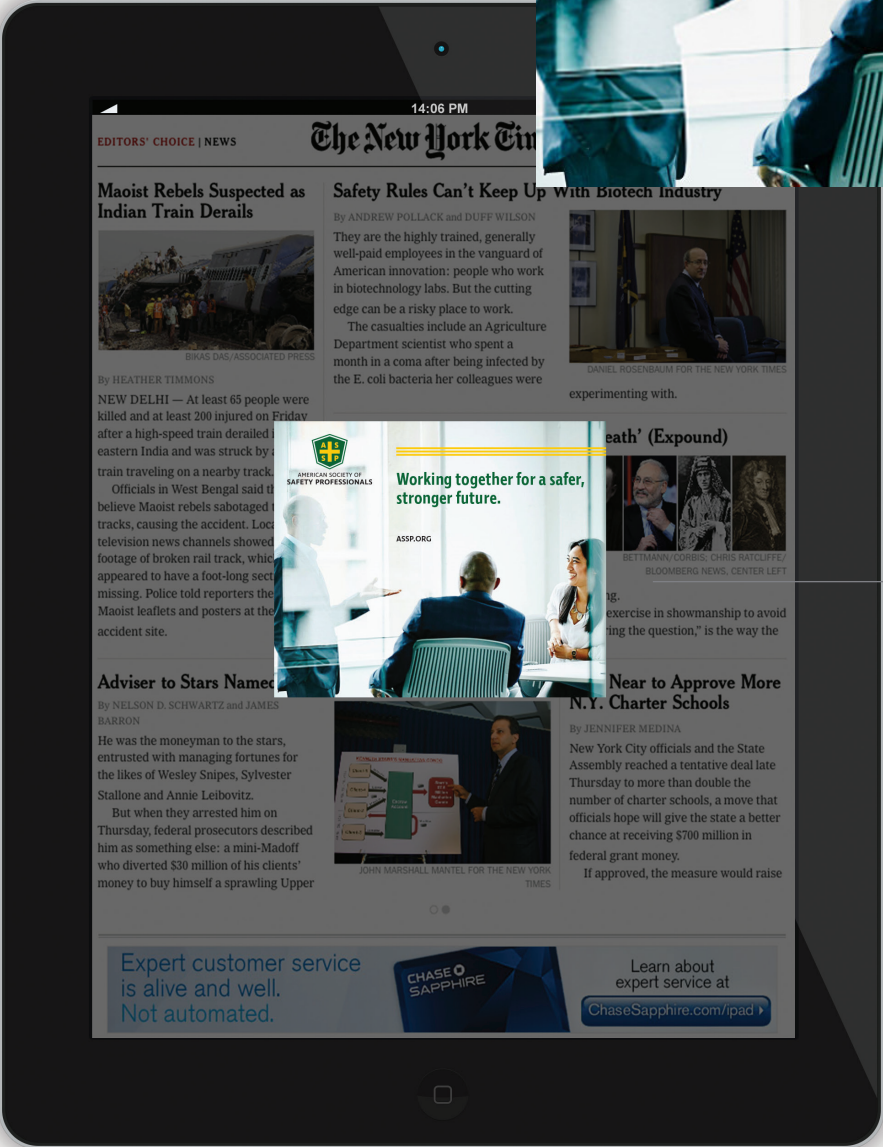 14:06 PM
EDITORS' CHOICE | NEWS
The New York Tim
Maoist Rebels Suspected as
Indian Train Derails
BIKAS DAS/ASSOCIATED PRESS
By HEATHER TIMMONS
NEW DELHI — At least 65 people were
killed and at least 200 injured on Friday
after a high-speed train derailed
eastern India and was struck by
train traveling on a nearby track.
Officials in West Bengal said
believe Maoist rebels sabotaged
tracks, causing the accident.
television news channels showed
footage of broken rail track,
appeared to have a foot-long
missing. Police told reporters
Maoist leaflets and posters at
accident site.
Safety Rules Can't Keep Up With Biotech Industry
By ANDREW POLLACK and DUFF WILSON
They are the highly trained, generally
well-paid employees in the vanguard of
American innovation: people who work
in biotechnology labs. But the cutting
edge can be a risky place to work.
The casualties include an Agriculture
Department scientist who spent a
month in a coma after being infected by
the E. coli bacteria her colleagues were
DANIEL ROSENBAUM FOR THE NEW YORK TIMES
experimenting with.
eath' (Expound)
BETTMANN/CORBIS; CHRIS RATCLIFFE/
BLOOMBERG NEWS, CENTER LEFT
ng.
exercise in showmanship to avoid
ring the question," is the way the
A S
S P
AMERICAN SOCIETY OF
SAFETY PROFESSIONALS
Working together for a safer,
stronger future.
ASSP.ORG
Adviser to Stars Named
By NELSON D. SCHWARTZ and JAMES
BARRON
He was the moneyman to the stars,
entrusted with managing fortunes for
the likes of Wesley Snipes, Sylvester
Stallone and Annie Leibovitz.
But when they arrested him on
Thursday, federal prosecutors described
him as something else: a mini-Madoff
who diverted $30 million of his clients'
money to buy himself a sprawling Upper
JOHN MARSHALL MANTEL FOR THE NEW YORK
TIMES
Near to Approve More
N.Y. Charter Schools
By JENNIFER MEDINA
New York City officials and the State
Assembly reached a tentative deal late
Thursday to more than double the
number of charter schools, a move that
officials hope will give the state a better
chance at receiving $700 million in
federal grant money.
If approved, the measure would raise
Expert customer service
is alive and well.
Not automated.
CHASE
SAPPHIRE
Learn about
expert service at
ChaseSapphire.com/ipad